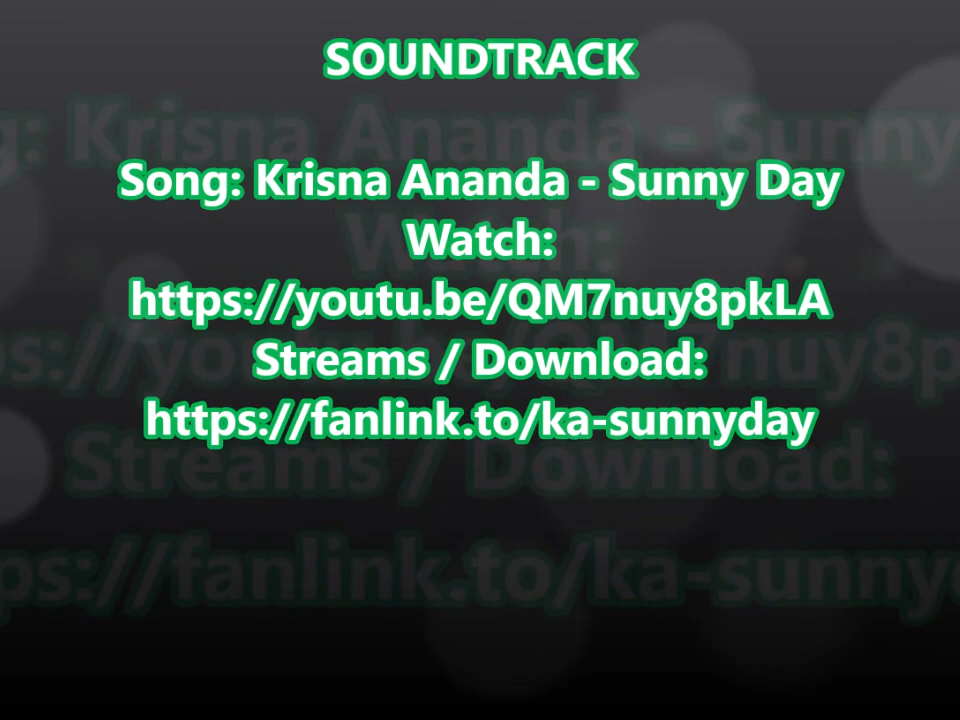 SOUNDTRACK
Song: Krisna Ananda - Sunny Day
Watch:
https://youtu.be/QM7nuy8pkLA
Streams / Download:
https://fanlink.to/ka-sunnyday